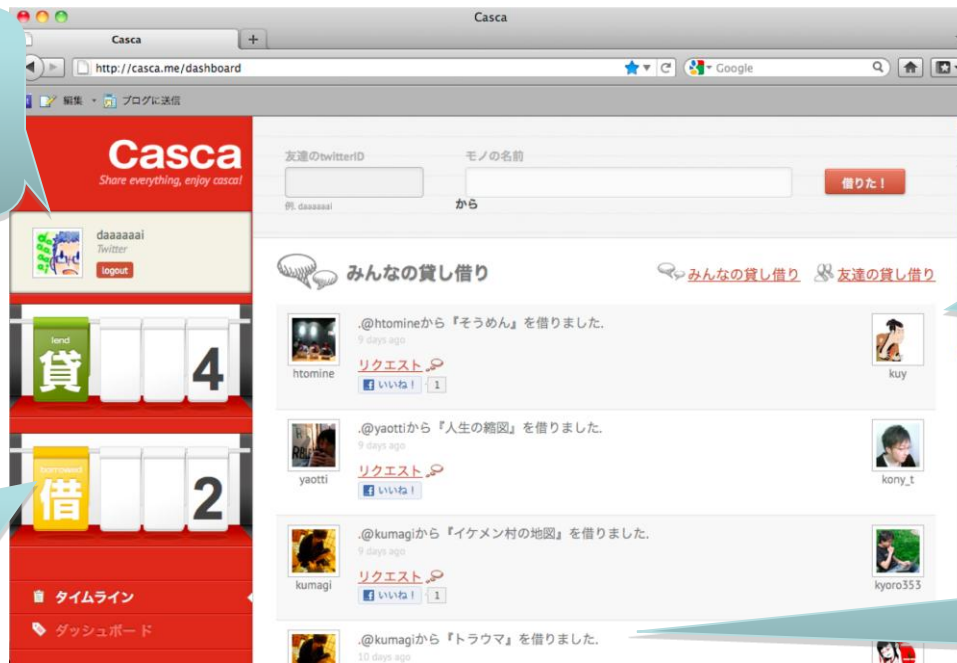 Casca
Casca
http://casca.me/dashboard
Google
編集
ブログに送信
Casca
Share everything, enjoy casca!
友達のtwitterID
モノの名前
例. daaaaaai
から
借りた！
daaaaaai
Twitter
logout
みんなの貸し借り
みんなの貸し借り
友達の貸し借り
lend
貸
4
borrowed
借
2
タイムライン
ダッシュボード
.@htomineから『そうめん』を借りました.
9 days ago
リクエスト
いいね！ 1
htomine
kuy
.@yaottiから『人生の縮図』を借りました.
9 days ago
リクエスト
いいね！
yaotti
kony_t
.@kumagiから『イケメン村の地図』を借りました.
9 days ago
リクエスト
いいね！ 1
kumagi
kyoro353
.@kumagiから『トラウマ』を借りました.
10 days ago